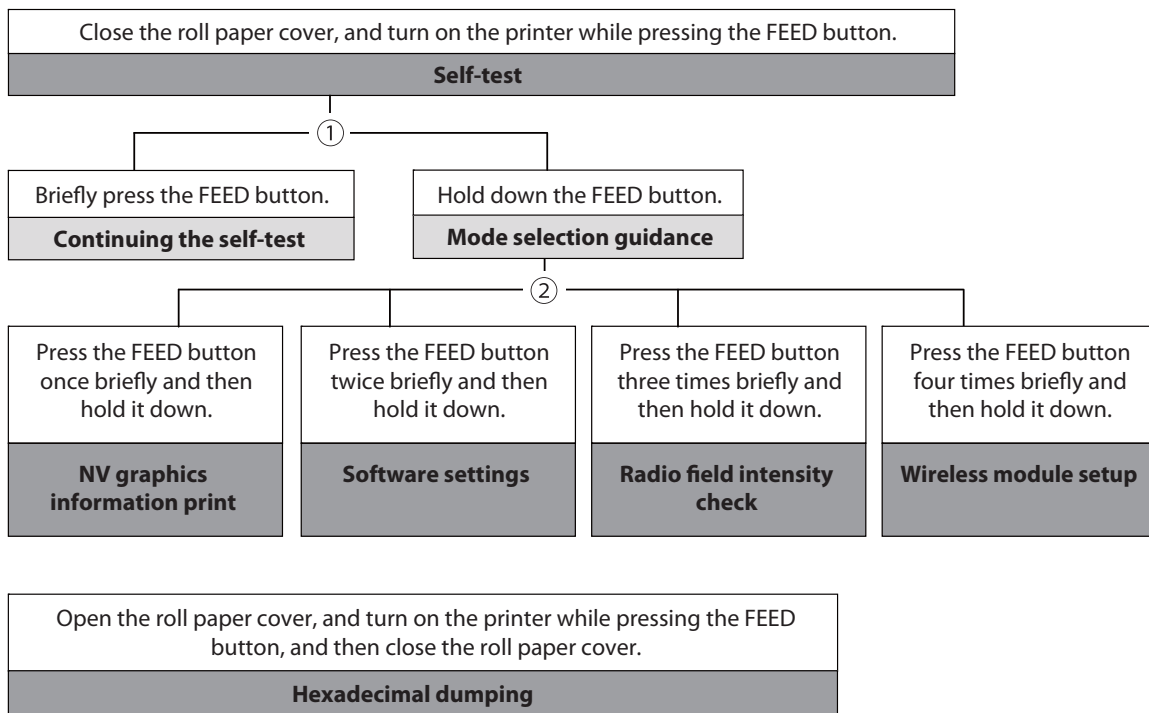 Close the roll paper cover, and turn on the printer while pressing the FEED button.
Self-test
1
Briefly press the FEED button.
Continuing the self-test
Hold down the FEED button.
Mode selection guidance
2
Press the FEED button
once briefly and then
hold it down.
NV graphics
information print
Press the FEED button
twice briefly and then
hold it down.
Software settings
Press the FEED button
three times briefly and
then hold it down.
Radio field intensity
check
Press the FEED button
four times briefly and
then hold it down.
Wireless module setup
Open the roll paper cover, and turn on the printer while pressing the FEED
button, and then close the roll paper cover.
Hexadecimal dumping